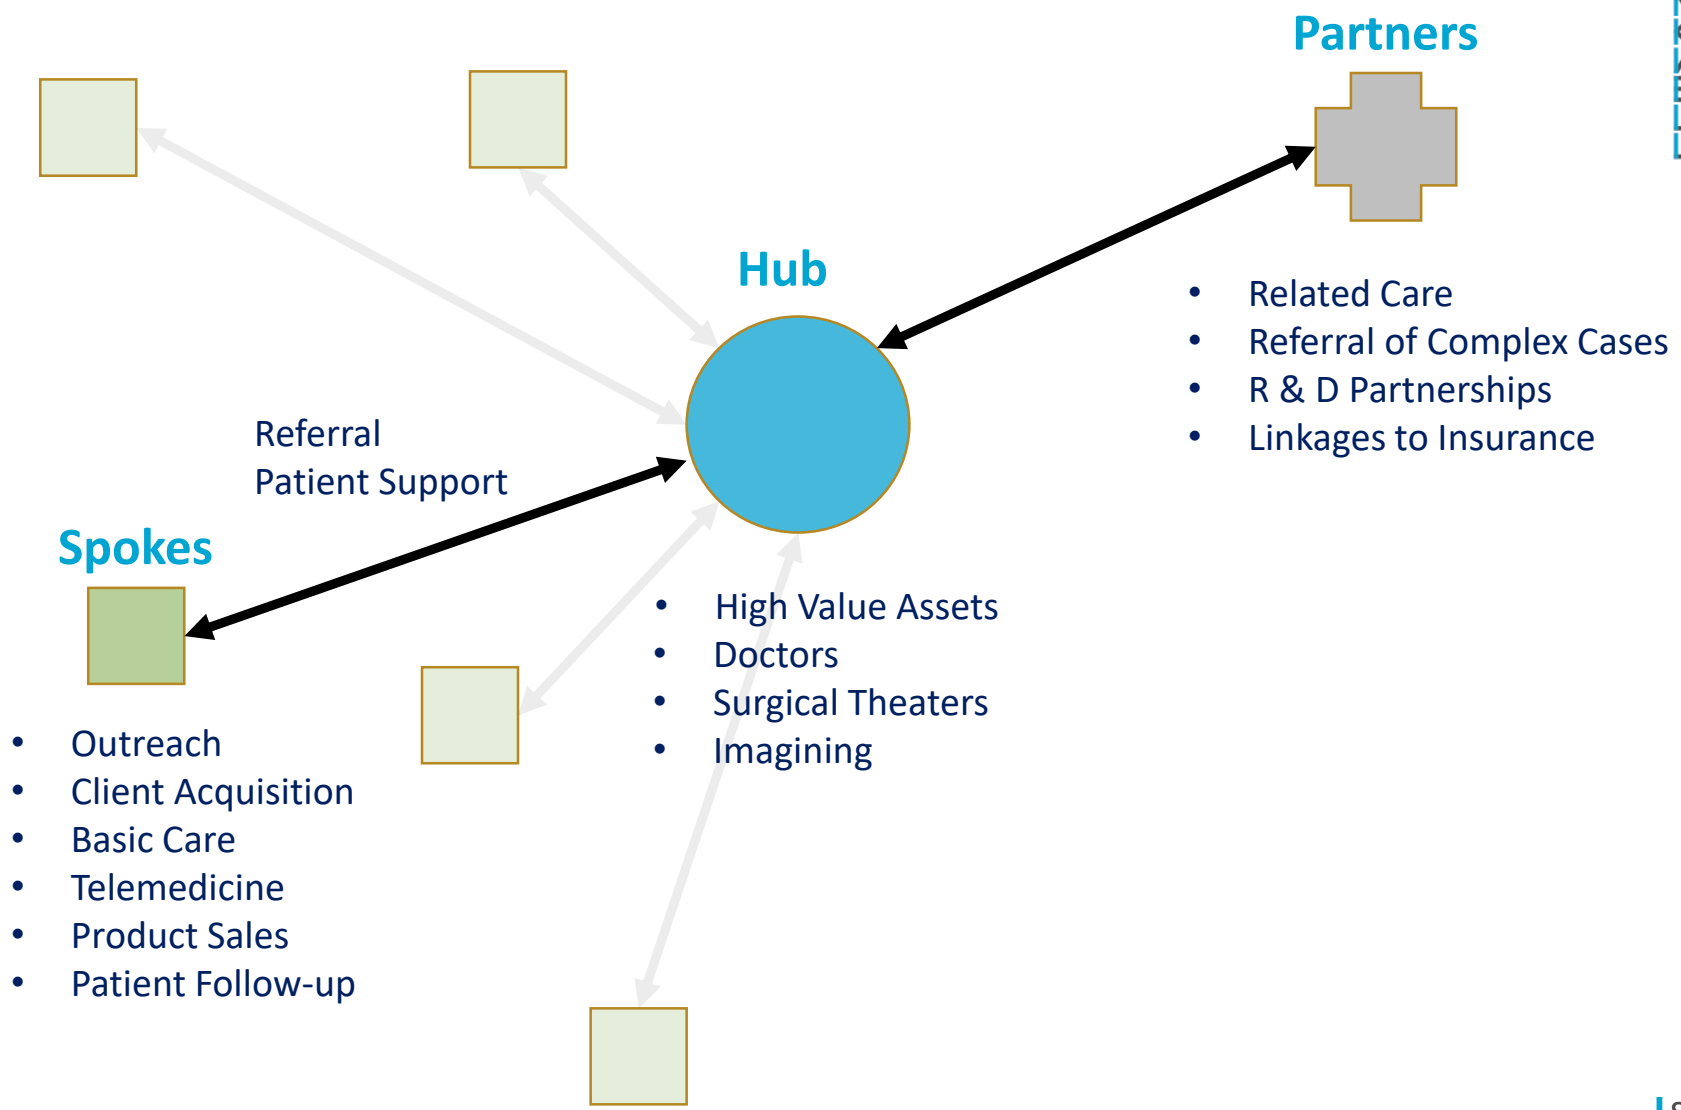 Partners
Hub
• Related Care
• Referral of Complex Cases
• R & D Partnerships
• Linkages to Insurance
Referral
Patient Support
Spokes
• High Value Assets
• Doctors
• Surgical Theaters
• Imagining
• Outreach
• Client Acquisition
• Basic Care
• Telemedicine
• Product Sales
• Patient Follow-up